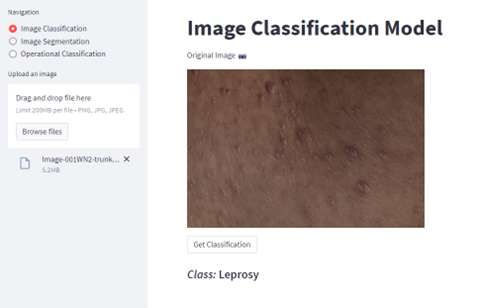 Navigation
Image Classification
Image Segmentation
Operational Classification
Upload an image
Drag and drop file here
Limit 200MB per file • PNG, JPG, JPEG
Browse files
Image-001WN2-trunk...
5.2MB
Image Classification Model
Original Image 📷
Get Classification
Class: Leprosy